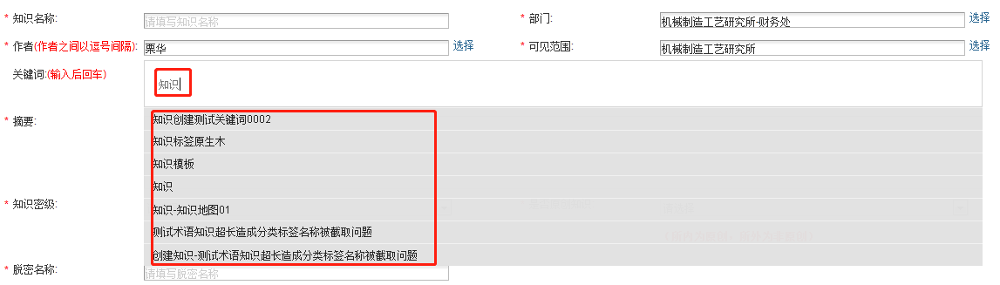 * 知识名称: 请填写知识名称 * 部门: 机械制造工艺研究所-财务处 选择
* 作者(作者之间以逗号间隔): 栗华 选择 * 可见范围: 机械制造工艺研究所 选择
关键词:(输入后回车) 知识
知识创建测试关键词0002
* 摘要:
知识标签原生木
知识模板
知识
* 知识密级: 知识-知识地图01
测试术语知识超长造成分类标签名称被截取问题
创建知识-测试术语知识超长造成分类标签名称被截取问题
* 脱密名称: 请填写脱密名称